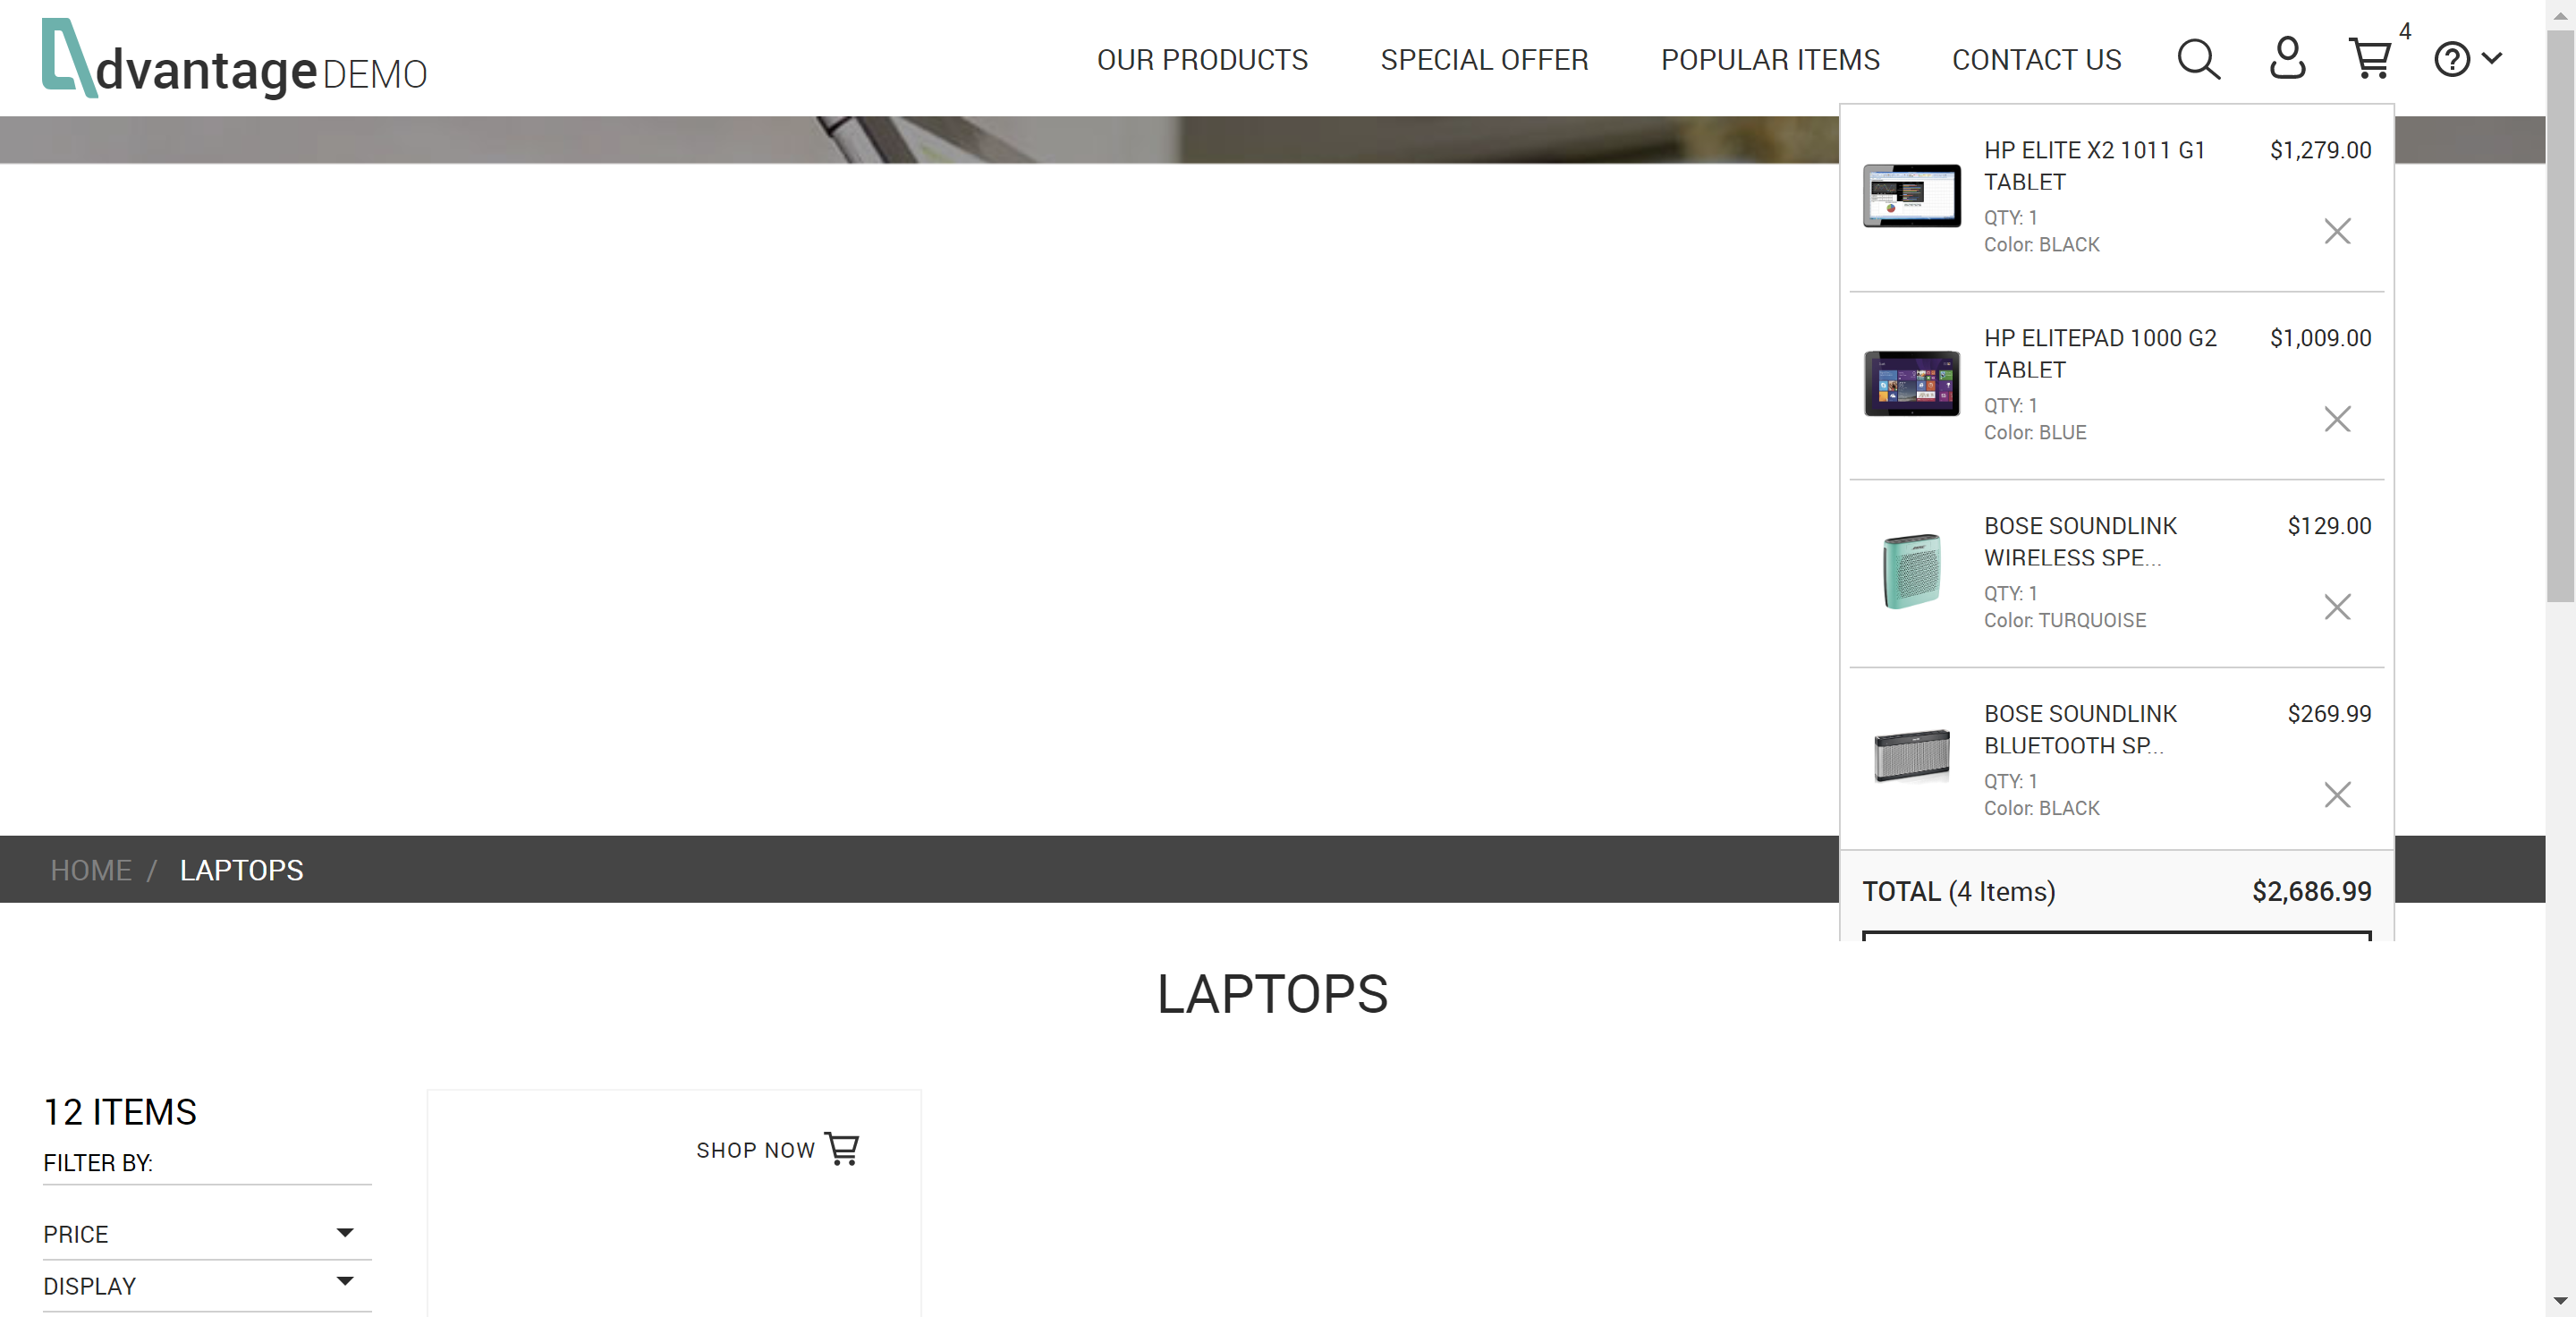 dvantage DEMO
OUR PRODUCTS
SPECIAL OFFER
POPULAR ITEMS
CONTACT US
4
HP ELITE X2 1011 G1 $1,279.00
TABLET
QTY: 1
Color: BLACK
HP ELITEPAD 1000 G2 $1,009.00
TABLET
QTY: 1
Color: BLUE
BOSE SOUNDLINK $129.00
WIRELESS SPE...
QTY: 1
Color: TURQUOISE
BOSE SOUNDLINK $269.99
BLUETOOTH SP...
QTY: 1
Color: BLACK
TOTAL (4 Items) $2,686.99
HOME / LAPTOPS
LAPTOPS
12 ITEMS
FILTER BY:
PRICE
DISPLAY
SHOP NOW